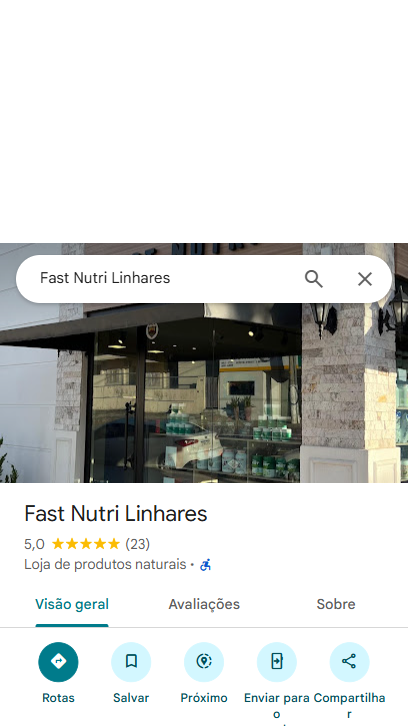 Fast Nutri Linhares
Fast Nutri Linhares
5,0 (23)
Loja de produtos naturais ·
Visão geral
Avaliações
Sobre
Rotas
Salvar
Próximo
Enviar para
o
Compartilha
r